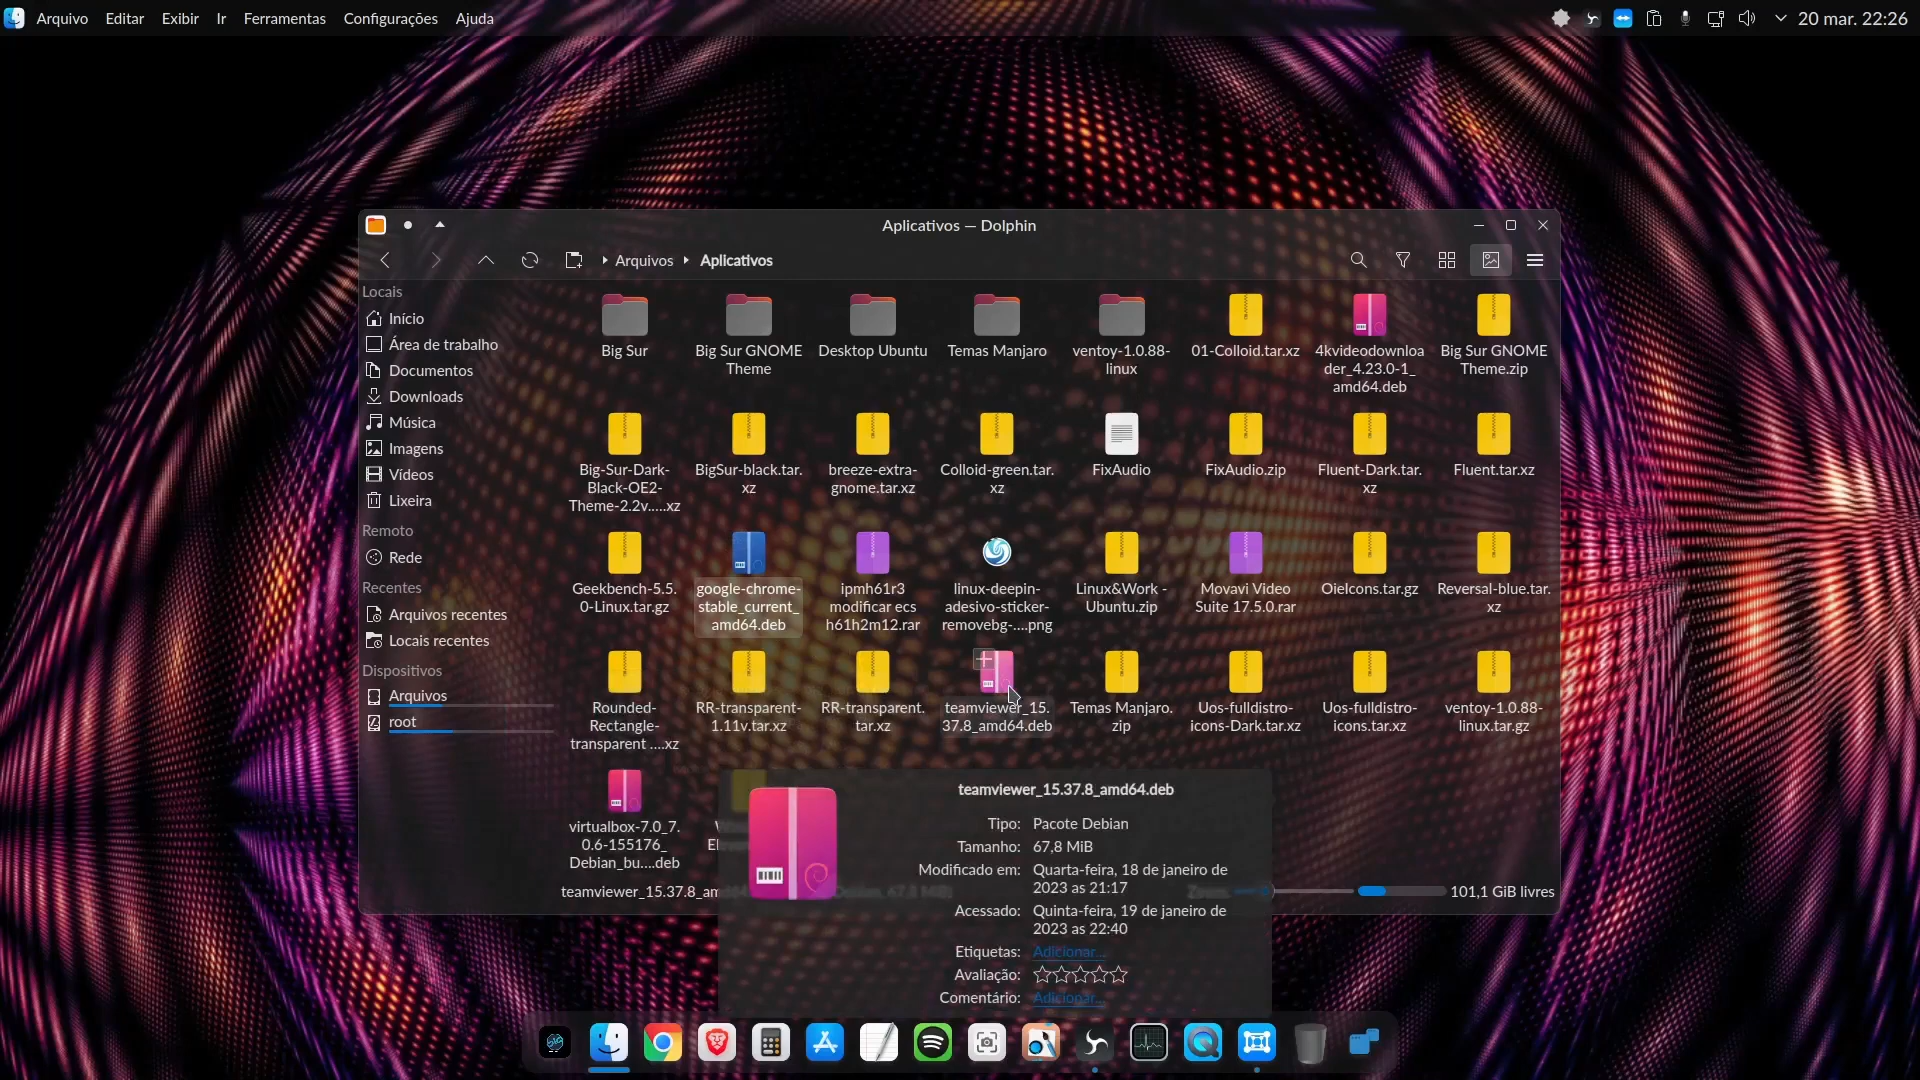 Arquivo Editar Exibir Ir Ferramentas Configurações Ajuda
20 mar. 22:26
Aplicativos — Dolphin
Arquivos Aplicativos
Locais
Início
Área de trabalho
Documentos
Downloads
Música
Imagens
Vídeos
Lixeira
Remoto
Rede
Recentes
Arquivos recentes
Locais recentes
Dispositivos
Arquivos
root
Big Sur
Big Sur GNOME
Theme
Desktop Ubuntu
Temas Manjaro
ventoy-1.0.88-
linux
01-Colloid.tar.xz
4kvideodownloa
der_4.23.0-1_
amd64.deb
Big Sur GNOME
Theme.zip
Big-Sur-Dark-
Black-OE2-
Theme-2.2v.....xz
BigSur-black.tar.
xz
breeze-extra-
gnome.tar.xz
Colloid-green.tar.
xz
FixAudio
FixAudio.zip
Fluent-Dark.tar.
xz
Fluent.tar.xz
Geekbench-5.5.
0-Linux.tar.gz
google-chrome-
stable_current_
amd64.deb
ipmh61r3
modificar ecs
h61h2m12.rar
linux-deepin-
adesivo-sticker-
removebg-....png
Linux&Work -
Ubuntu.zip
Movavi Video
Suite 17.5.0.rar
OieIcons.tar.gz
Reversal-blue.tar.
xz
Rounded-
Rectangle-
transparent ....xz
RR-transparent-
1.11v.tar.xz
RR-transparent.
tar.xz
teamviewer_15.
37.8_amd64.deb
Temas Manjaro.
zip
Uos-fulldistro-
icons-Dark.tar.xz
Uos-fulldistro-
icons.tar.xz
ventoy-1.0.88-
linux.tar.gz
virtualbox-7.0_7.
0.6-155176_
Debian_bu....deb
teamviewer_15.37.8_am
101,1 GiB livres
teamviewer_15.37.8_amd64.deb
Tipo: Pacote Debian
Tamanho: 67,8 MiB
Modificado em: Quarta-feira, 18 de janeiro de
2023 as 21:17
Acessado: Quinta-feira, 19 de janeiro de
2023 as 22:40
Etiquetas: Adicionar...
Avaliação:
Comentário: Adicionar...